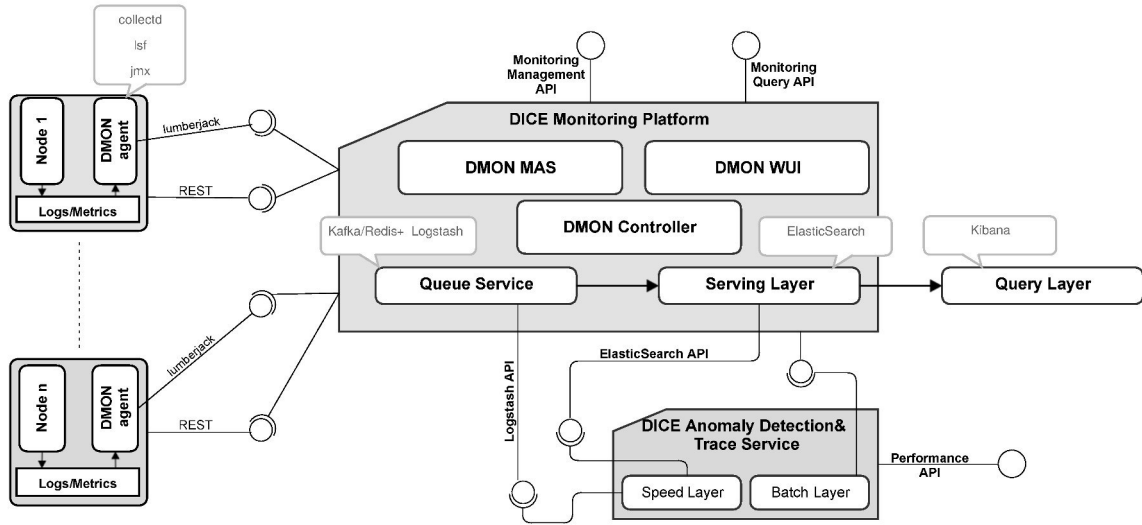 collectd
lsf
jmx
Node 1
DMON
agent
Logs/Metrics
lumberjack
REST
Monitoring
Management
API
Monitoring
Query API
DICE Monitoring Platform
DMON MAS
DMON WUI
DMON Controller
Kafka/Redis+ Logstash
ElasticSearch
Kibana
Queue Service
Serving Layer
Query Layer
lumberjack
REST
Node n
DMON
agent
Logs/Metrics
Logstash API
ElasticSearch API
DICE Anomaly Detection&
Trace Service
Speed Layer
Batch Layer
Performance
API